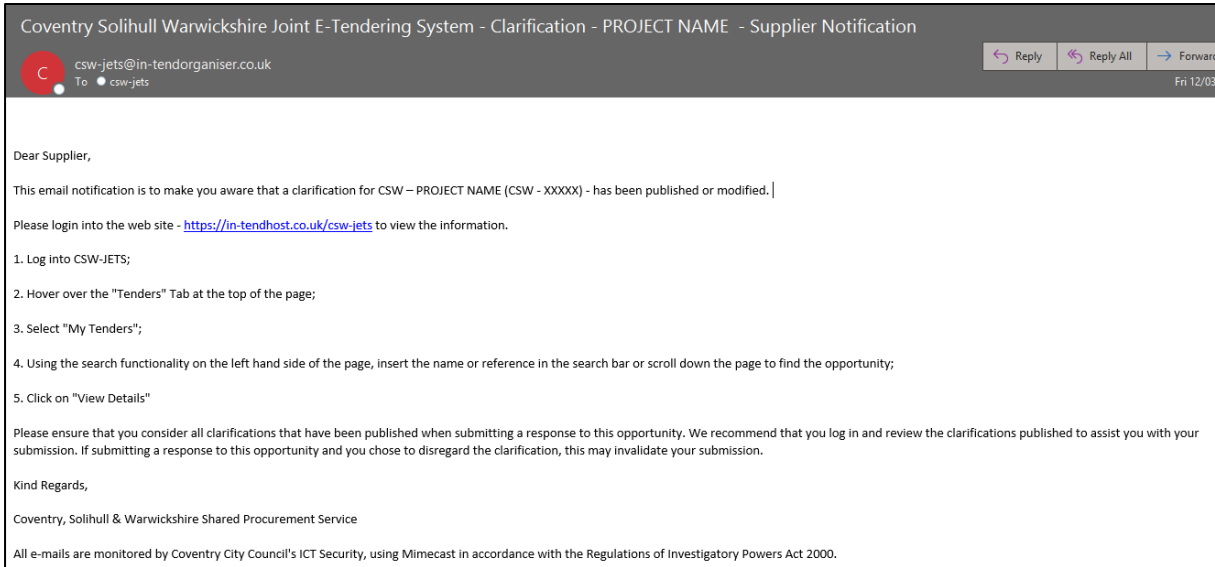 Coventry Solihull Warwickshire Joint E-Tendering System - Clarification - PROJECT NAME - Supplier Notification
Reply Reply All Forward
C csw-jets@in-tendorganiser.co.uk
To csw-jets
Fri 12/03
Dear Supplier,
This email notification is to make you aware that a clarification for CSW – PROJECT NAME (CSW - XXXXX) - has been published or modified.
Please login into the web site - https://in-tendhost.co.uk/csw-jets to view the information.
1. Log into CSW-JETS;
2. Hover over the "Tenders" Tab at the top of the page;
3. Select "My Tenders";
4. Using the search functionality on the left hand side of the page, insert the name or reference in the search bar or scroll down the page to find the opportunity;
5. Click on "View Details"
Please ensure that you consider all clarifications that have been published when submitting a response to this opportunity. We recommend that you log in and review the clarifications published to assist you with your
submission. If submitting a response to this opportunity and you chose to disregard the clarification, this may invalidate your submission.
Kind Regards,
Coventry, Solihull & Warwickshire Shared Procurement Service
All e-mails are monitored by Coventry City Council's ICT Security, using Mimecast in accordance with the Regulations of Investigatory Powers Act 2000.